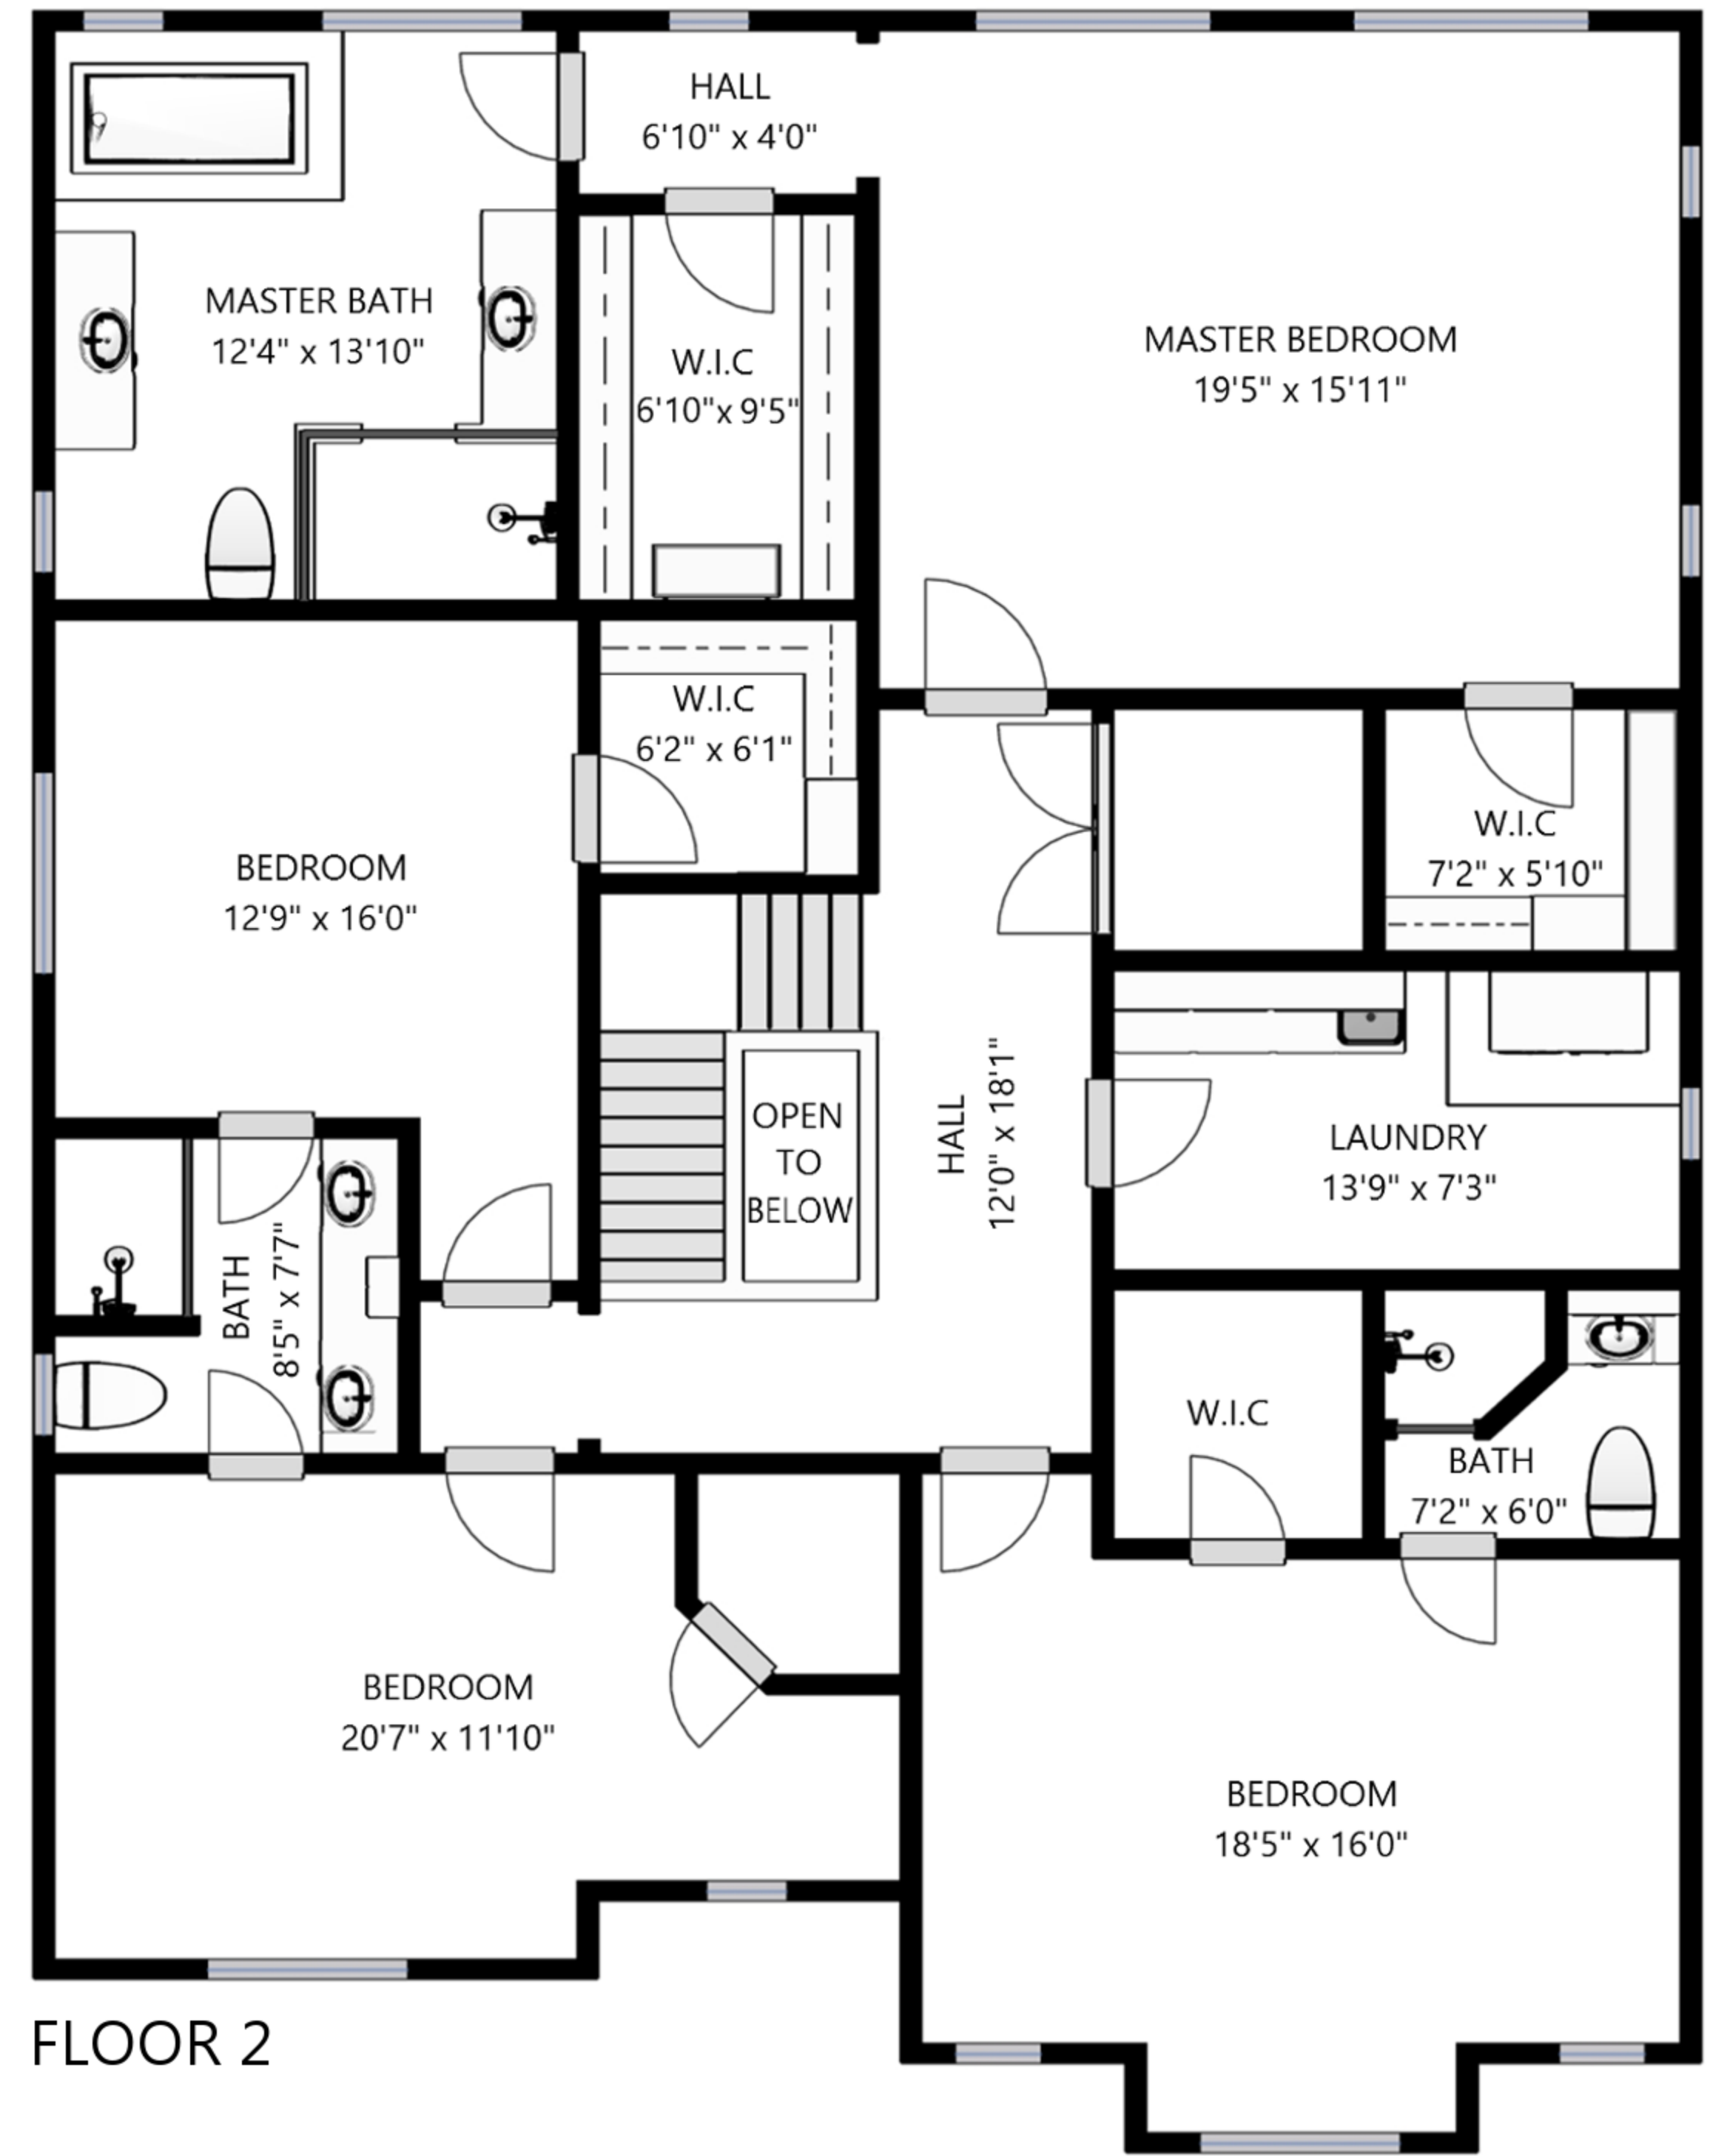 HALL
6'10" x 4'0"
MASTER BATH
12'4" x 13'10"
W.I.C
6'10"x 9'5"
MASTER BEDROOM
19'5" x 15'11"
W.I.C
6'2" x 6'1"
BEDROOM
12'9" x 16'0"
W.I.C
7'2" x 5'10"
OPEN
TO
BELOW
HALL
12'0" x 18'1"
LAUNDRY
13'9" x 7'3"
BATH
8'5" x 7'7"
W.I.C
BATH
7'2" x 6'0"
BEDROOM
20'7" x 11'10"
BEDROOM
18'5" x 16'0"
FLOOR 2